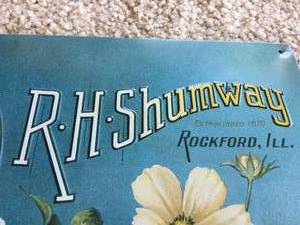 R·H·Shumway
ESTABLISHED 1870
ROCKFORD, ILL.